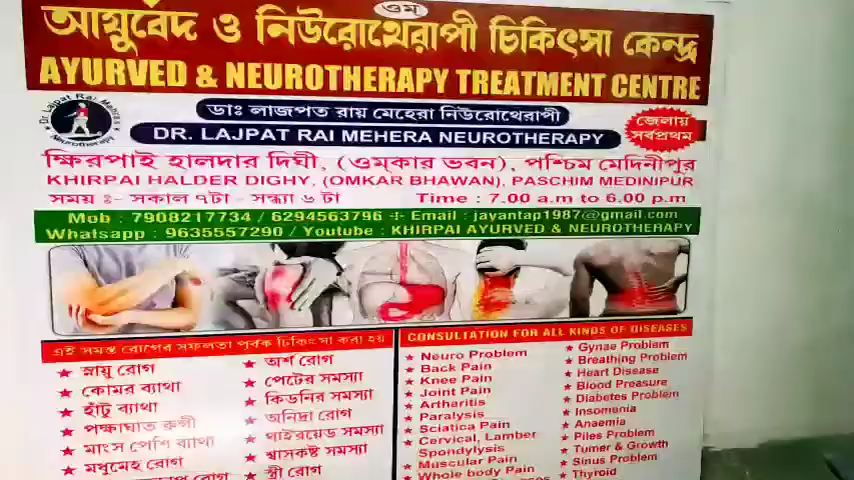 ওম্
আয়ুর্বেদ ও নিউরোথেরাপী চিকিৎসা কেন্দ্র
AYURVED & NEUROTHERAPY TREATMENT CENTRE
Dr. Lajpat Rai Mehra's Neurotherapy
ডাঃ লাজপত রায় মেহেরা নিউরোথেরাপী
DR. LAJPAT RAI MEHERA NEUROTHERAPY
জেলায়
সর্বপ্রথম
ক্ষিরপাই হালদার দিঘী, (ওম্কার ভবন), পশ্চিম মেদিনীপুর
KHIRPAI HALDER DIGHY, (OMKAR BHAWAN), PASCHIM MEDINIPUR
সময় ঃ- সকাল ৭টা - সন্ধ্যা ৬ টা Time : 7.00 a.m to 6.00 p.m
Mob : 7908217734 / 6294563796 ÷ Email : jayantap1987@gmail.com
Whatsapp : 9635557290 / Youtube : KHIRPAI AYURVED & NEUROTHERAPY
এই সমস্ত রোগের সফলতা পূর্বক চিকিৎসা করা হয়
★ স্নায়ু রোগ
★ কোমর ব্যাথা
★ হাঁটু ব্যাথা
★ পক্ষাঘাত রুগী
★ মাংস পেশি ব্যাথা
★ মধুমেহ রোগ
★ অর্শ রোগ
★ পেটের সমস্যা
★ কিডনির সমস্যা
★ অনিদ্রা রোগ
★ থাইরয়েড সমস্যা
★ শ্বাসকষ্ট সমস্যা
★ স্ত্রী রোগ
CONSULTATION FOR ALL KINDS OF DISEASES
★ Neuro Problem
★ Back Pain
★ Knee Pain
★ Joint Pain
★ Artharitis
★ Paralysis
★ Sciatica Pain
★ Cervical, Lamber
Spondylysis
★ Muscular Pain
★ Whole body Pain
★ Gynae Problem
★ Breathing Problem
★ Heart Disease
★ Blood Preasure
★ Diabetes Problem
★ Insomenia
★ Anaemia
★ Piles Problem
★ Tumer & Growth
★ Sinus Problem
★ Thyroid